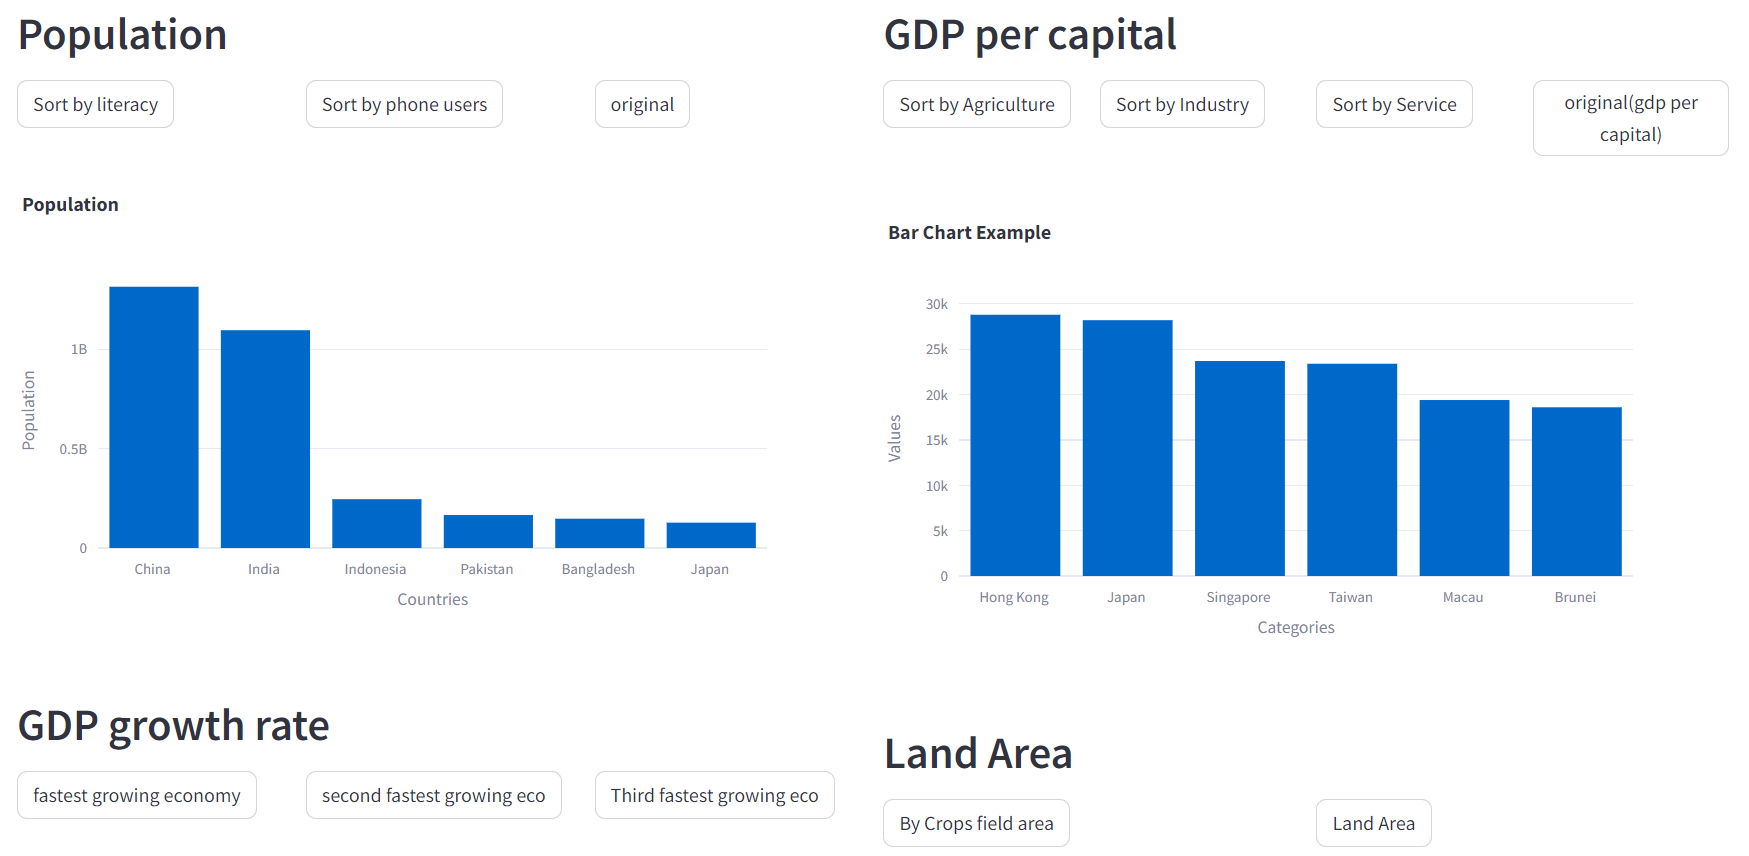 Population
Sort by literacy
Sort by phone users
original
Population
1B
0.5B
0
Population
China
India
Indonesia
Pakistan
Bangladesh
Japan
Countries
GDP per capital
Sort by Agriculture
Sort by Industry
Sort by Service
original(gdp per
capital)
Bar Chart Example
30k
25k
20k
15k
10k
5k
0
Values
Hong Kong
Japan
Singapore
Taiwan
Macau
Brunei
Categories
GDP growth rate
fastest growing economy
second fastest growing eco
Third fastest growing eco
Land Area
By Crops field area
Land Area